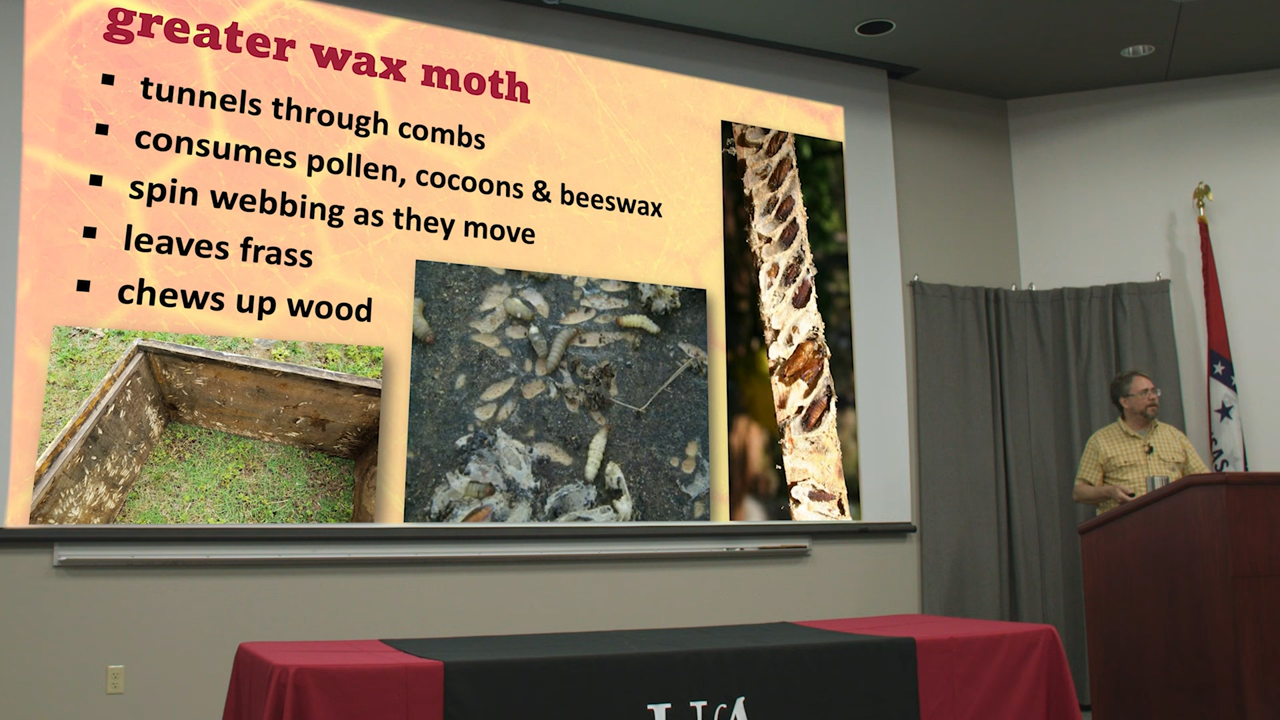 greater wax moth
▪ tunnels through combs
▪ consumes pollen, cocoons & beeswax
▪ spin webbing as they move
▪ leaves frass
▪ chews up wood